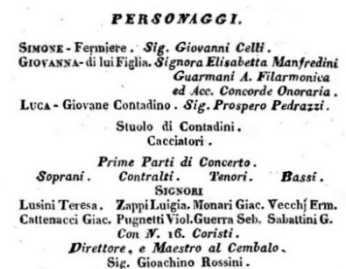 PERSONAGGI.
SIMONE - Fermiere. Sig. Giovanni Celli.
GIOVANNA - di lui Figlia. Signora Elisabetta Manfredini
Guarmani A. Filarmonica
ed Acc. Concorde Onoraria.
LUCA - Giovane Contadino. Sig. Prospero Pedrazzi.
Stuolo di Contadini.
Cacciatori.
Prime Parti di Concerto.
Soprani. Contralti. Tenori. Bassi.
SIGNORI
Lusini Teresa. Zappi Luigia. Monari Giac. Vecchj Erm.
Cattenacci Giac. Pugnetti Viol. Guerra Seb. Sabattini G.
Con N. 16. Coristi.
Direttore, e Maestro al Cembalo.
Sig. Gioachino Rossini.